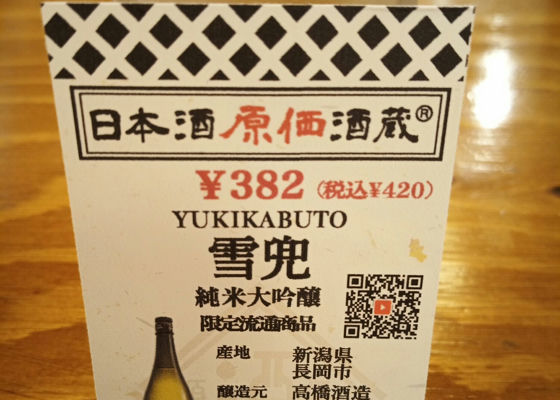 日本酒原価酒蔵®
¥382（税込¥420）
YUKIKABUTO
雪兜
純米大吟醸
限定流通商品
産地 新潟県
長岡市
醸造元 高橋酒造